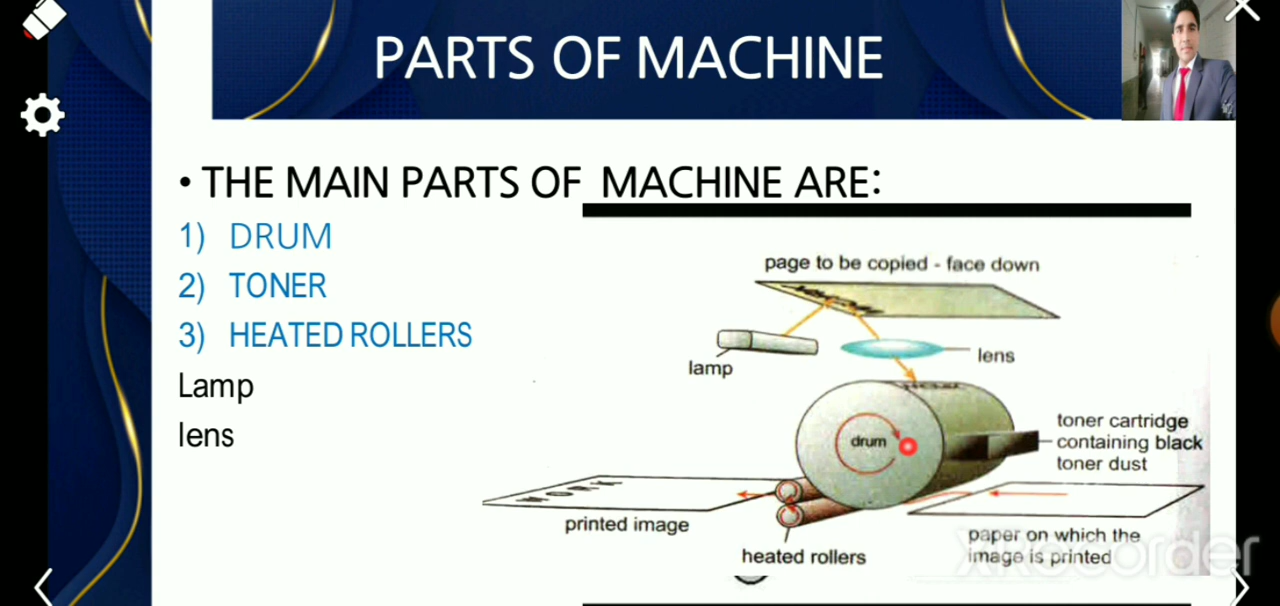 PARTS OF MACHINE
• THE MAIN PARTS OF MACHINE ARE:
1) DRUM
2) TONER
3) HEATED ROLLERS
Lamp
lens
page to be copied - face down
lamp
lens
drum
toner cartridge
containing black
toner dust
WORK
printed image
heated rollers
paper on which the
image is printed
XRecorder